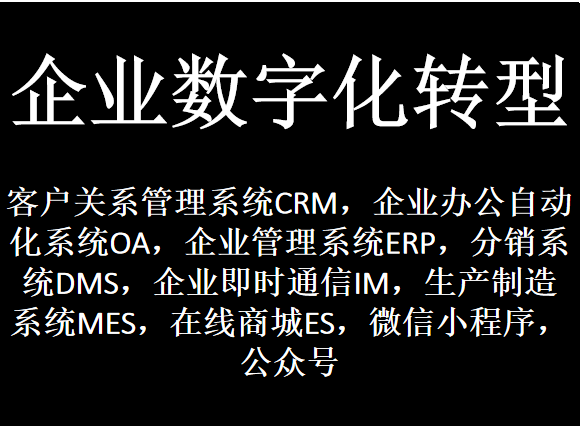 企业数字化转型
客户关系管理系统CRM，企业办公自动
化系统OA，企业管理系统ERP，分销系
统DMS，企业即时通信IM，生产制造
系统MES，在线商城ES，微信小程序，
公众号